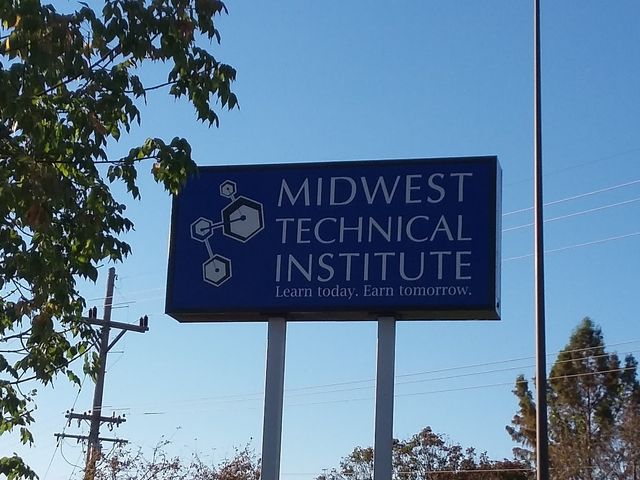 MIDWEST
TECHNICAL
INSTITUTE
Learn today. Earn tomorrow.